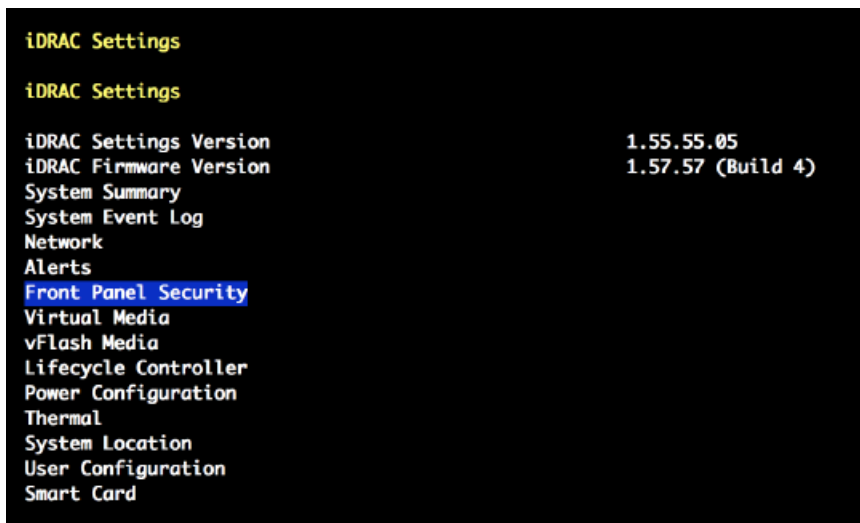 iDRAC Settings
iDRAC Settings
iDRAC Settings Version 1.55.55.05
iDRAC Firmware Version 1.57.57 (Build 4)
System Summary
System Event Log
Network
Alerts
Front Panel Security
Virtual Media
vFlash Media
Lifecycle Controller
Power Configuration
Thermal
System Location
User Configuration
Smart Card